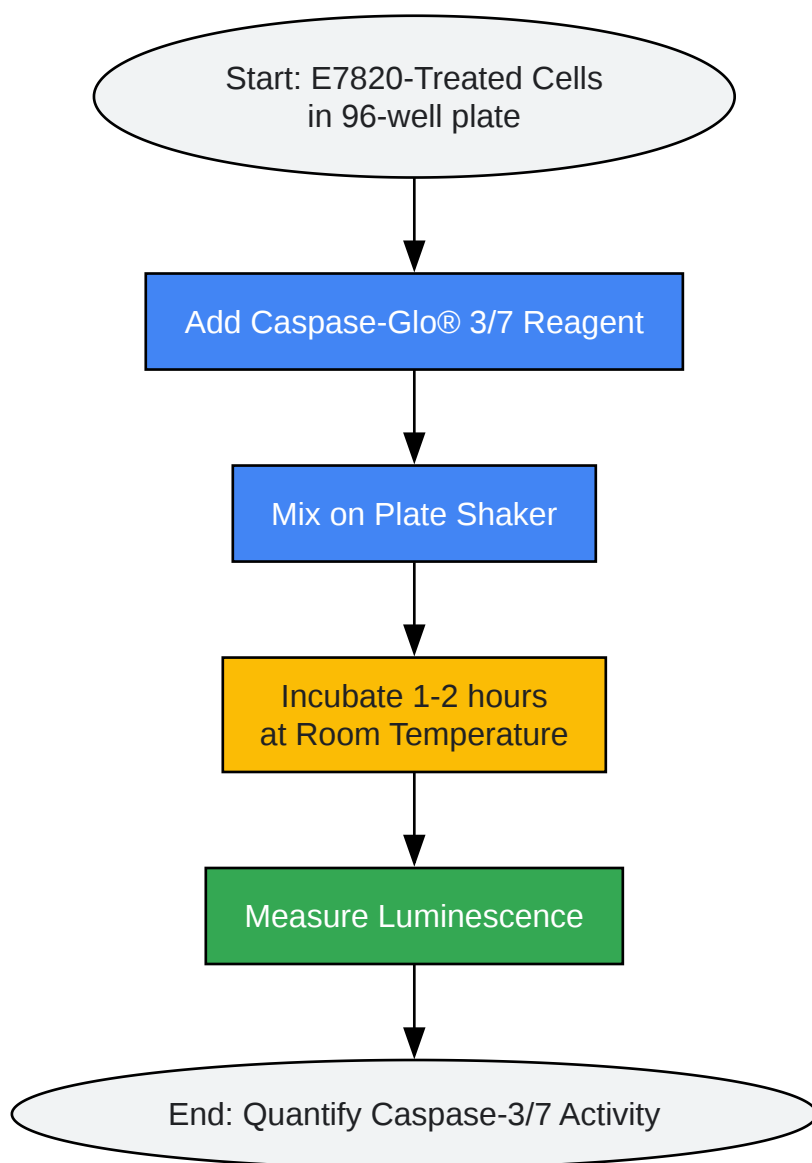 Start: E7820-Treated Cells
in 96-well plate
Add Caspase-Glo® 3/7 Reagent
Mix on Plate Shaker
Incubate 1-2 hours
at Room Temperature
Measure Luminescence
End: Quantify Caspase-3/7 Activity